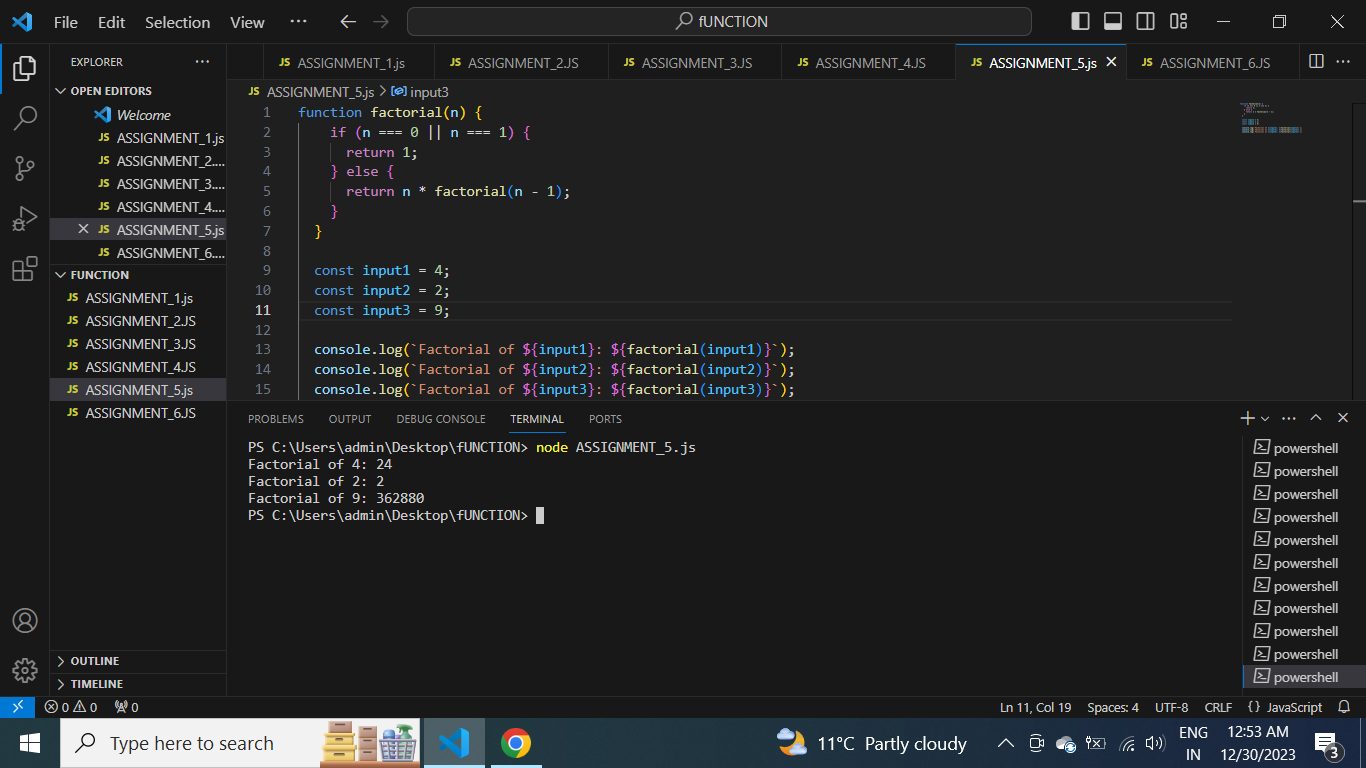 File Edit Selection View ··· fUNCTION
EXPLORER ···
OPEN EDITORS
Welcome
JS ASSIGNMENT_1.js
JS ASSIGNMENT_2....
JS ASSIGNMENT_3....
JS ASSIGNMENT_4....
JS ASSIGNMENT_5.js
JS ASSIGNMENT_6....
FUNCTION
JS ASSIGNMENT_1.js
JS ASSIGNMENT_2.JS
JS ASSIGNMENT_3.JS
JS ASSIGNMENT_4.JS
JS ASSIGNMENT_5.js
JS ASSIGNMENT_6.JS
OUTLINE
TIMELINE
JS ASSIGNMENT_1.js JS ASSIGNMENT_2.JS JS ASSIGNMENT_3.JS JS ASSIGNMENT_4.JS JS ASSIGNMENT_5.js JS ASSIGNMENT_6.JS ···
JS ASSIGNMENT_5.js > input3
1 function factorial(n) {
2 if (n === 0 || n === 1) {
3 return 1;
4 } else {
5 return n * factorial(n - 1);
6 }
7 }
8
9 const input1 = 4;
10 const input2 = 2;
11 const input3 = 9;
12
13 console.log(`Factorial of ${input1}: ${factorial(input1)}`);
14 console.log(`Factorial of ${input2}: ${factorial(input2)}`);
15 console.log(`Factorial of ${input3}: ${factorial(input3)}`);
PROBLEMS OUTPUT DEBUG CONSOLE TERMINAL PORTS
PS C:\Users\admin\Desktop\fUNCTION> node ASSIGNMENT_5.js
Factorial of 4: 24
Factorial of 2: 2
Factorial of 9: 362880
PS C:\Users\admin\Desktop\fUNCTION>
powershell
powershell
powershell
powershell
powershell
powershell
powershell
powershell
powershell
powershell
powershell
0 0 0 Ln 11, Col 19 Spaces: 4 UTF-8 CRLF {} JavaScript
Type here to search 11°C Partly cloudy
ENG
IN
12:53 AM
12/30/2023
3